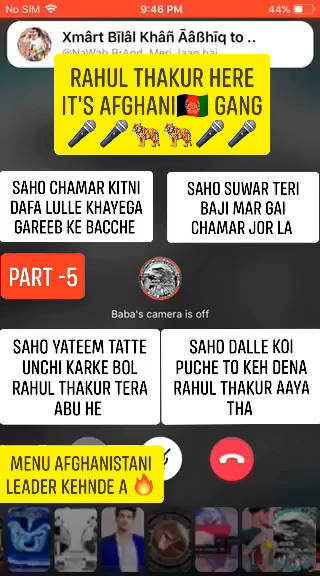 No SIM 9:46 PM 44%
Xmârt Bïlâl Khâñ Ãâßhīq to ..
@NaWab BrAnd Meri Jaan hai
RAHUL THAKUR HERE
IT'S AFGHANI🇦🇫 GANG
🎤🎤🐅🐅🎤🎤
SAHO CHAMAR KITNI
DAFA LULLE KHAYEGA
GAREEB KE BACCHE
SAHO SUWAR TERI
BAJI MAR GAI
CHAMAR JOR LA
PART -5
Baba's camera is off
SAHO YATEEM TATTE
UNCHI KARKE BOL
RAHUL THAKUR TERA
ABU HE
SAHO DALLE KOI
PUCHE TO KEH DENA
RAHUL THAKUR AAYA
THA
MENU AFGHANISTANI
LEADER KEHNDE A 🔥